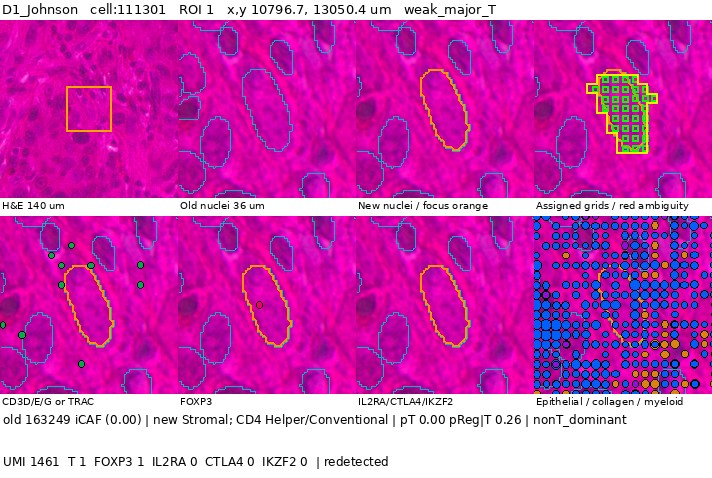 D1_Johnson cell:111301 ROI 1 x,y 10796.7, 13050.4 um weak_major_T
H&E 140 um
Old nuclei 36 um
New nuclei / focus orange
Assigned grids / red ambiguity
CD3D/E/G or TRAC
FOXP3
IL2RA/CTLA4/IKZF2
Epithelial / collagen / myeloid
old 163249 iCAF (0.00) | new Stromal; CD4 Helper/Conventional | pT 0.00 pReg|T 0.26 | nonT_dominant
UMI 1461 T 1 FOXP3 1 IL2RA 0 CTLA4 0 IKZF2 0 | redetected